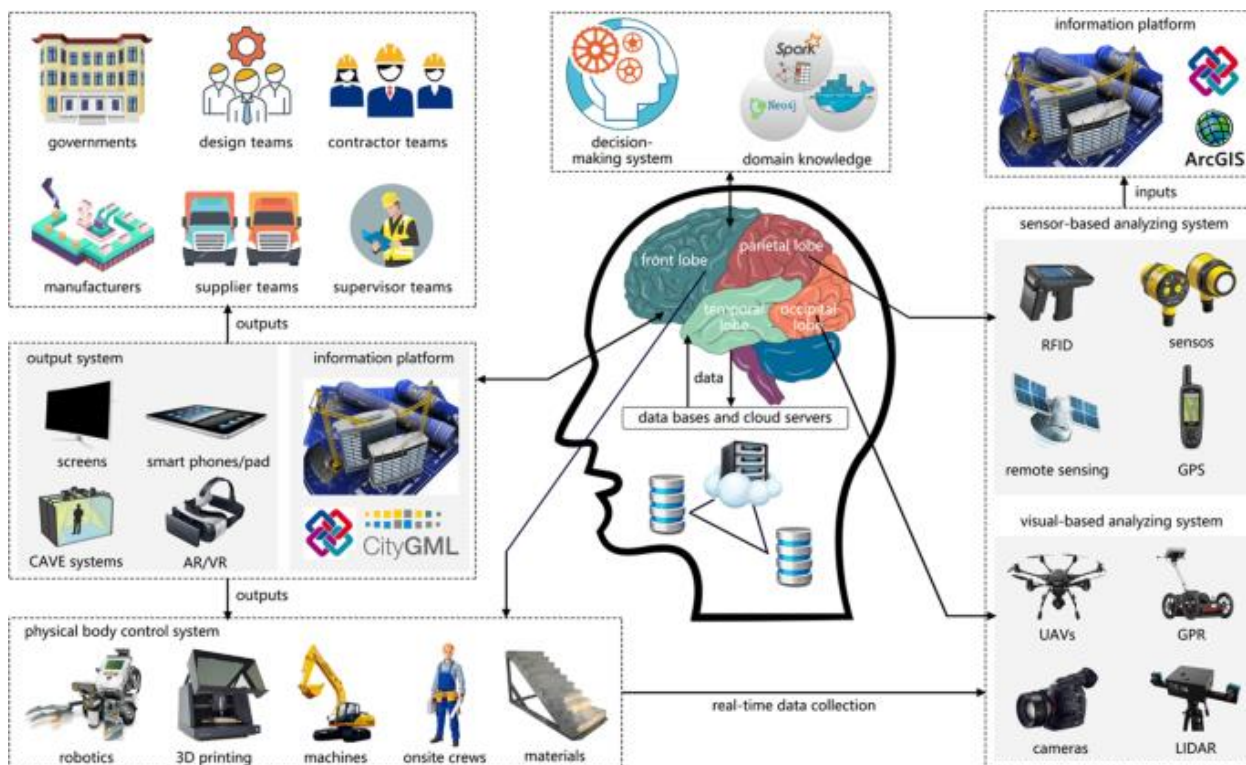 governments
design teams
contractor teams
manufacturers
supplier teams
supervisor teams
outputs
output system
screens
smart phones/pad
CAVE systems
AR/VR
information platform
CityGML
outputs
physical body control system
robotics
3D printing
machines
onsite crews
materials
decision-
making system
Spark
Neo4j
domain knowledge
front lobe
parietal lobe
temporal
lobe
occipital
lobe
data
data bases and cloud servers
real-time data collection
information platform
ArcGIS
inputs
sensor-based analyzing system
RFID
sensos
remote sensing
GPS
visual-based analyzing system
UAVs
GPR
cameras
LIDAR